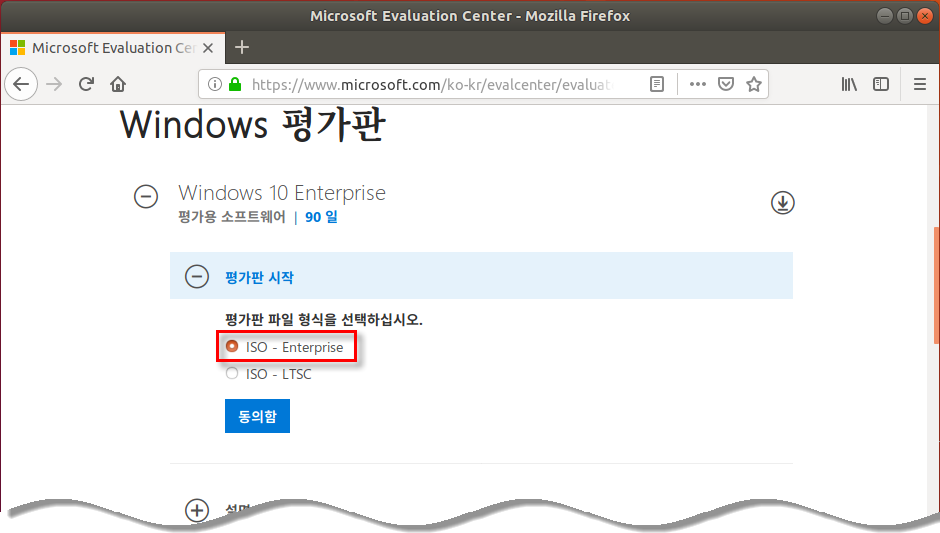 Microsoft Evaluation Center - Mozilla Firefox
Microsoft Evaluation Cen
https://www.microsoft.com/ko-kr/evalcenter/evaluat
Windows 평가판
Windows 10 Enterprise
평가용 소프트웨어 | 90 일
평가판 시작
평가판 파일 형식을 선택하십시오.
ISO - Enterprise
ISO - LTSC
동의함
설명